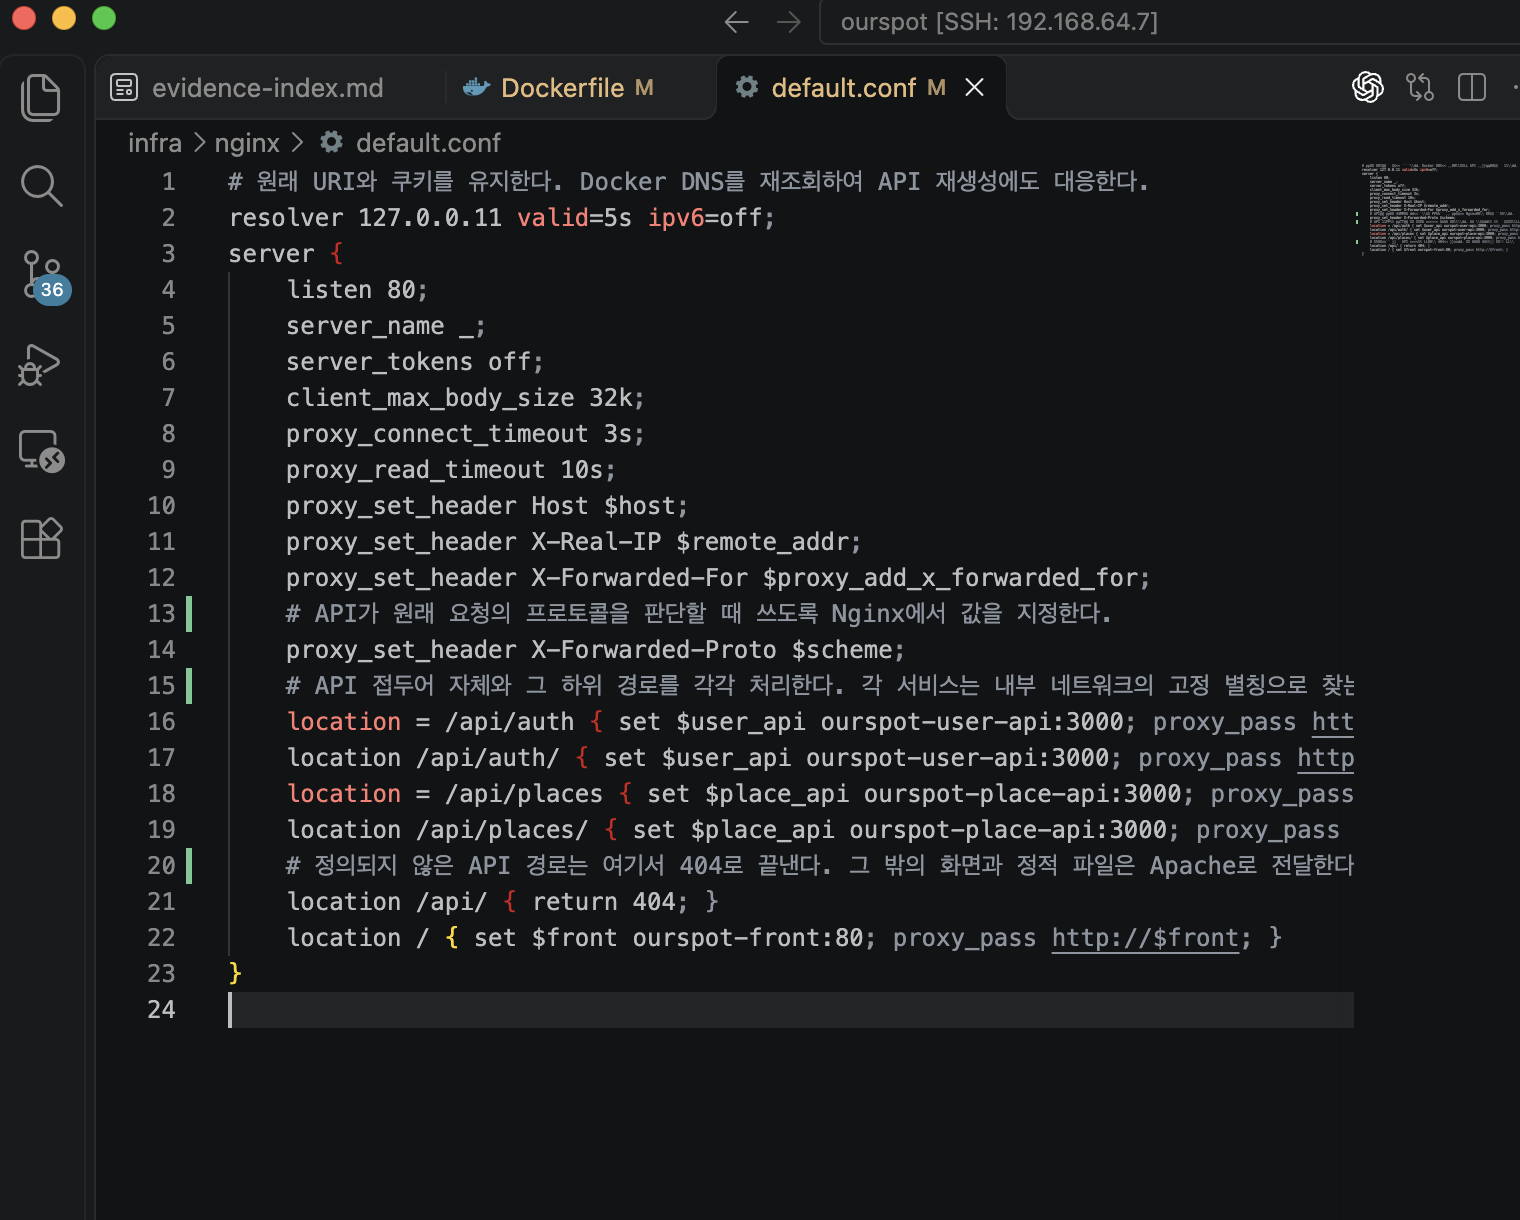 ourspot [SSH: 192.168.64.7]
evidence-index.md
Dockerfile M
default.conf M
infra > nginx > default.conf
36
1 # 원래 URI와 쿠키를 유지한다. Docker DNS를 재조회하여 API 재생성에도 대응한다.
2 resolver 127.0.0.11 valid=5s ipv6=off;
3 server {
4 listen 80;
5 server_name _;
6 server_tokens off;
7 client_max_body_size 32k;
8 proxy_connect_timeout 3s;
9 proxy_read_timeout 10s;
10 proxy_set_header Host $host;
11 proxy_set_header X-Real-IP $remote_addr;
12 proxy_set_header X-Forwarded-For $proxy_add_x_forwarded_for;
13 # API가 원래 요청의 프로토콜을 판단할 때 쓰도록 Nginx에서 값을 지정한다.
14 proxy_set_header X-Forwarded-Proto $scheme;
15 # API 접두어 자체와 그 하위 경로를 각각 처리한다. 각 서비스는 내부 네트워크의 고정 별칭으로
16 location = /api/auth { set $user_api ourspot-user-api:3000; proxy_pass htt
17 location /api/auth/ { set $user_api ourspot-user-api:3000; proxy_pass http
18 location = /api/places { set $place_api ourspot-place-api:3000; proxy_pass
19 location /api/places/ { set $place_api ourspot-place-api:3000; proxy_pass
20 # 정의되지 않은 API 경로는 여기서 404로 끝낸다. 그 밖의 화면과 정적 파일은 Apache로 전달한다
21 location /api/ { return 404; }
22 location / { set $front ourspot-front:80; proxy_pass http://$front; }
23 }
24